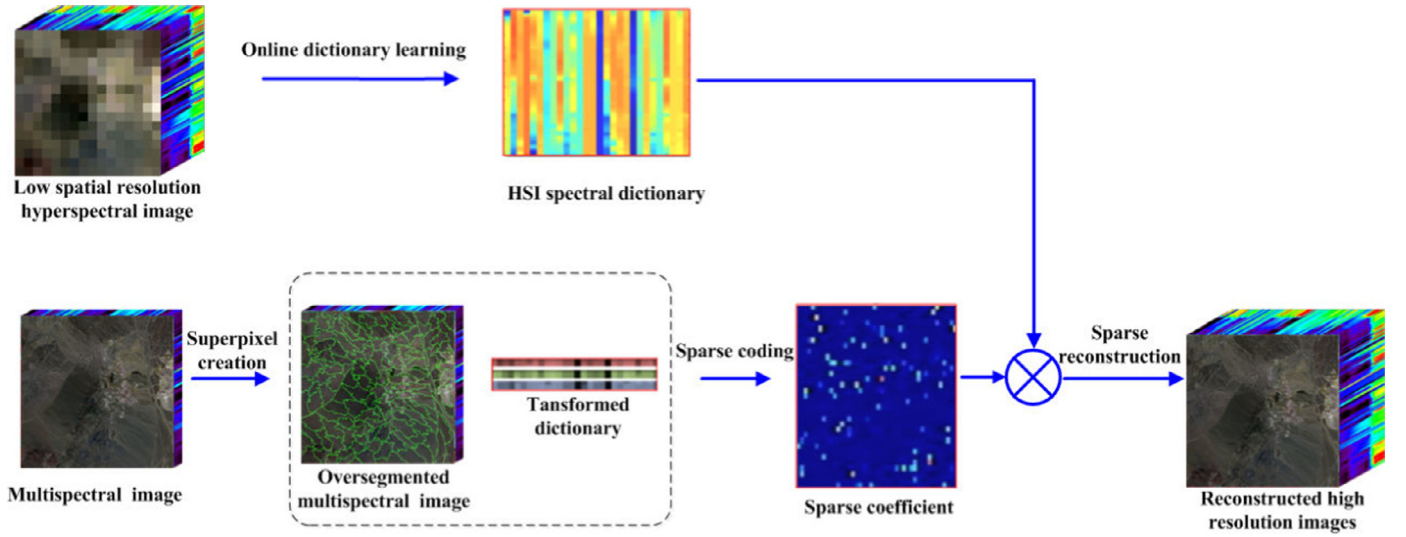 Online dictionary learning
Low spatial resolution
hyperspectral image
HSI spectral dictionary
Superpixel
creation
Sparse coding
Sparse
reconstruction
Tansformed
dictionary
Multispectral image
Oversegmented
multispectral image
Sparse coefficient
Reconstructed high
resolution images